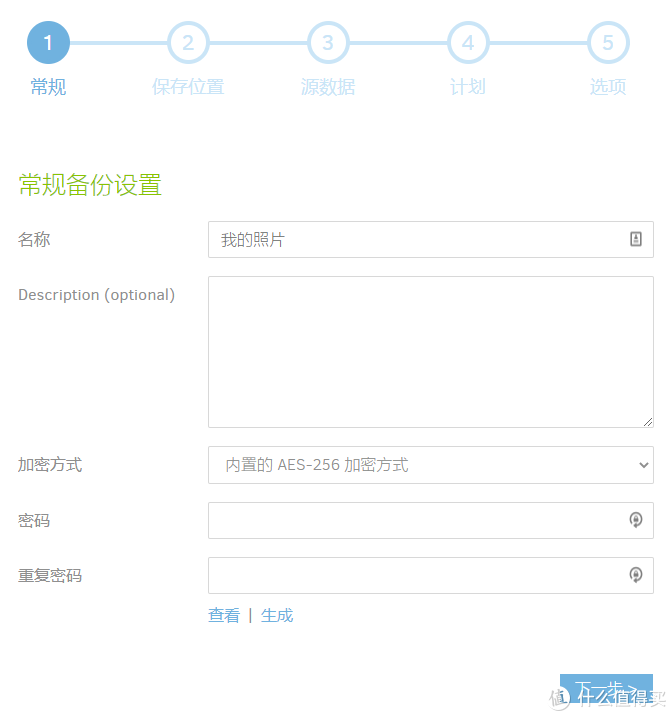 1 2 3 4 5
常规 保存位置 源数据 计划 选项
常规备份设置
名称 我的照片
Description (optional)
加密方式 内置的 AES-256 加密方式
密码
重复密码
查看 | 生成
下一步 >
值 什么值得买